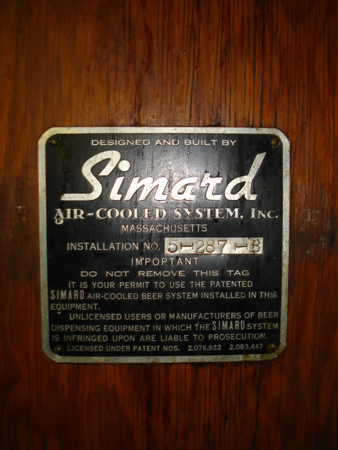 DESIGNED AND BUILT BY
Simard
AIR-COOLED SYSTEM, INC.
MASSACHUSETTS
INSTALLATION NO. 5-287-B
IMPORTANT
DO NOT REMOVE THIS TAG
IT IS YOUR PERMIT TO USE THE PATENTED
SIMARD AIR-COOLED BEER SYSTEM INSTALLED IN THIS
EQUIPMENT.
UNLICENSED USERS OR MANUFACTURERS OF BEER
DISPENSING EQUIPMENT IN WHICH THE SIMARD SYSTEM
IS INFRINGED UPON ARE LIABLE TO PROSECUTION.
LICENSED UNDER PATENT NOS. 2,076,922 2,083,447